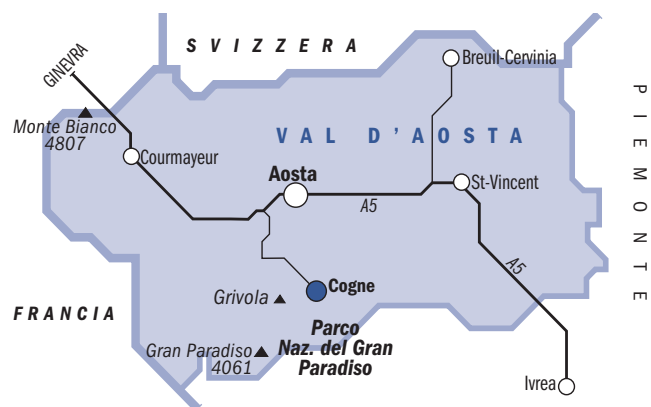 SVIZZERA
GINEVRA
Breuil-Cervinia
PIEMONTE
Monte Bianco
4807
VAL D'AOSTA
Courmayeur
Aosta
St-Vincent
A5
A5
Cogne
Grivola
FRANCIA
Parco
Naz. del Gran
Paradiso
Gran Paradiso
4061
Ivrea